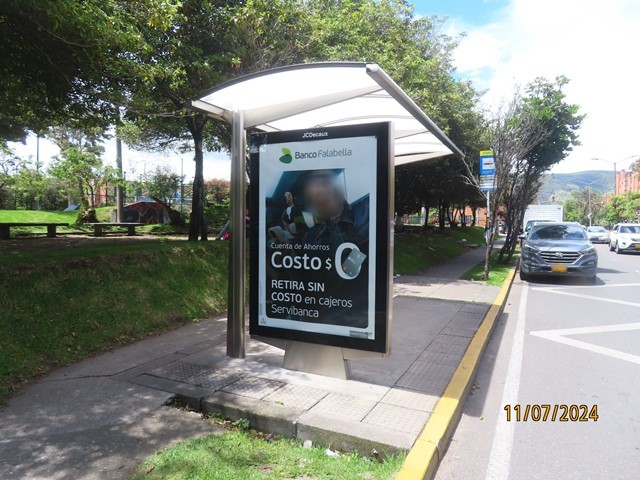 JCDecaux
Banco Falabella
Cuenta de Ahorros
Costo $0
RETIRA SIN
COSTO en cajeros
Servibanca
11/07/2024